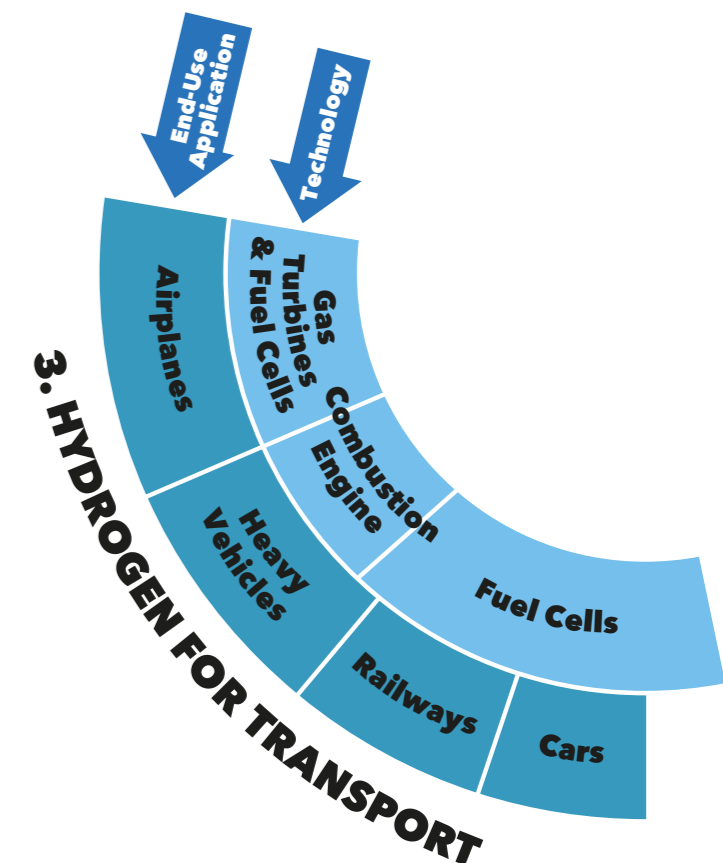 End-Use
Application
Technology
Airplanes
Gas
Turbines
& Fuel Cells
Combustion
Engine
Heavy
Vehicles
Fuel Cells
Railways
Cars
3. HYDROGEN FOR TRANSPORT